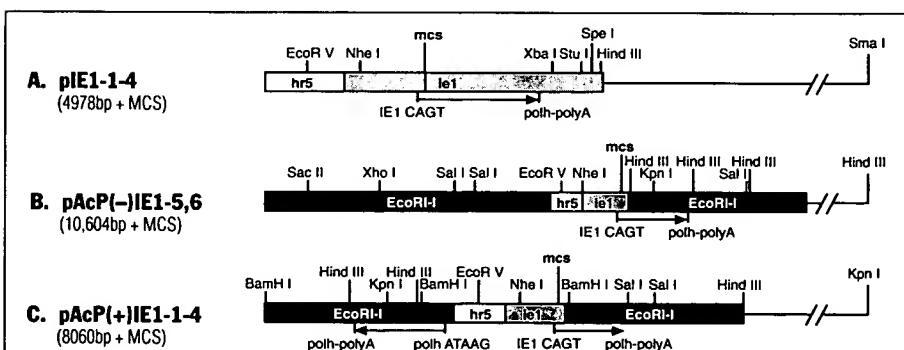 mcs
Spe I
EcoR V Nhe I Xba I Stu I Hind III Sma I
A. pIE1-1-4 hr5 Ie1
(4978bp + MCS)
IE1 CAGT polh-polyA
mcs
Hind III Hind III Hind III Hind III
Sac II Xho I Sal I Sal I EcoR V Nhe I Kpn I Sal I
B. pAcP(–)IE1-5,6 EcoRI-I hr5 Ie1 EcoRI-I
(10,604bp + MCS)
IE1 CAGT polh-polyA
mcs
BamH I Hind III Kpn I Hind III BamH I EcoR V Nhe I BamH I Sal I Sal I Hind III Kpn I
C. pAcP(+)IE1-1-4 EcoRI-I hr5 Ie1 EcoRI-I
(8060bp + MCS)
polh-polyA polh ATAAG IE1 CAGT polh-polyA